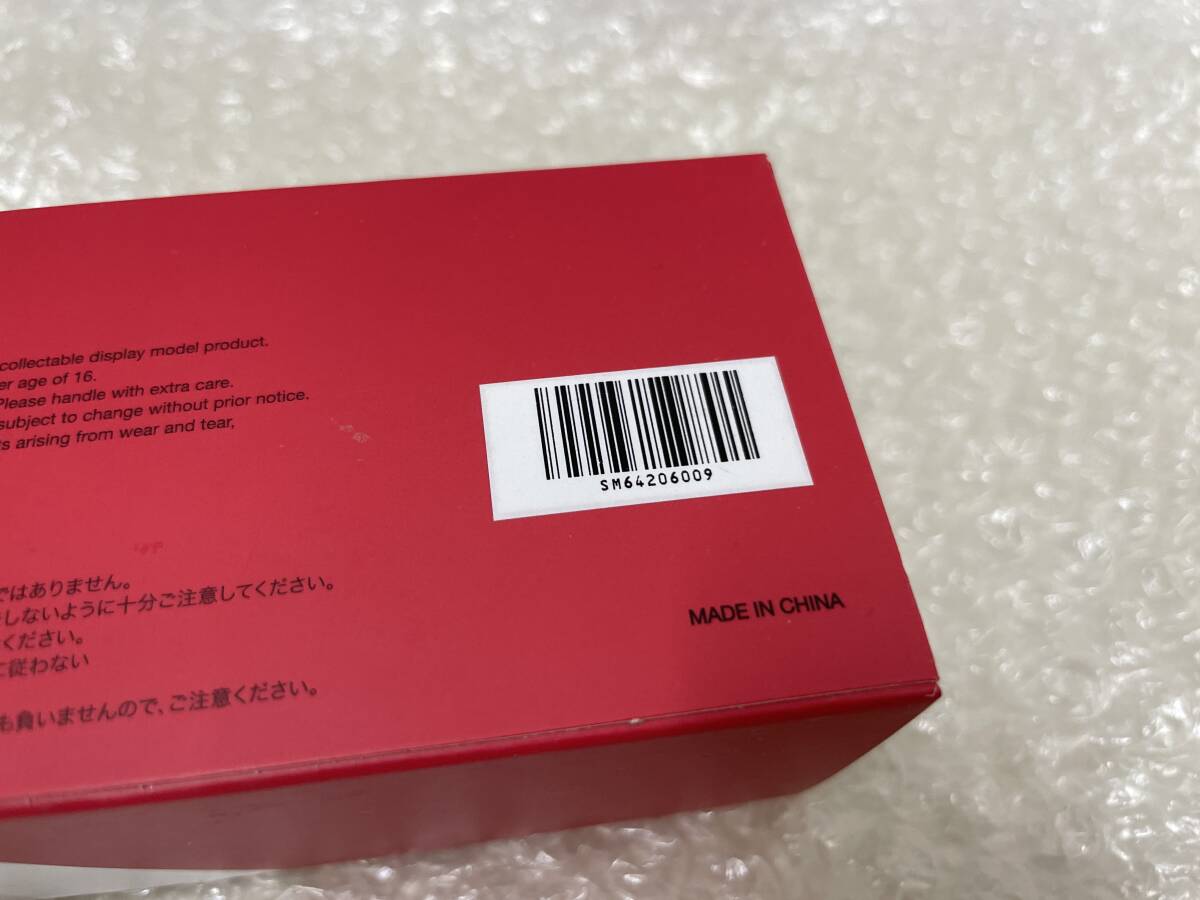 collectable display model product.
er age of 16.
Please handle with extra care.
subject to change without prior notice.
ts arising from wear and tear,
SM64206009
ではありません。
をしないように十分ご注意してください。
ください。
に従わない
も負いませんので、ご注意ください。
MADE IN CHINA